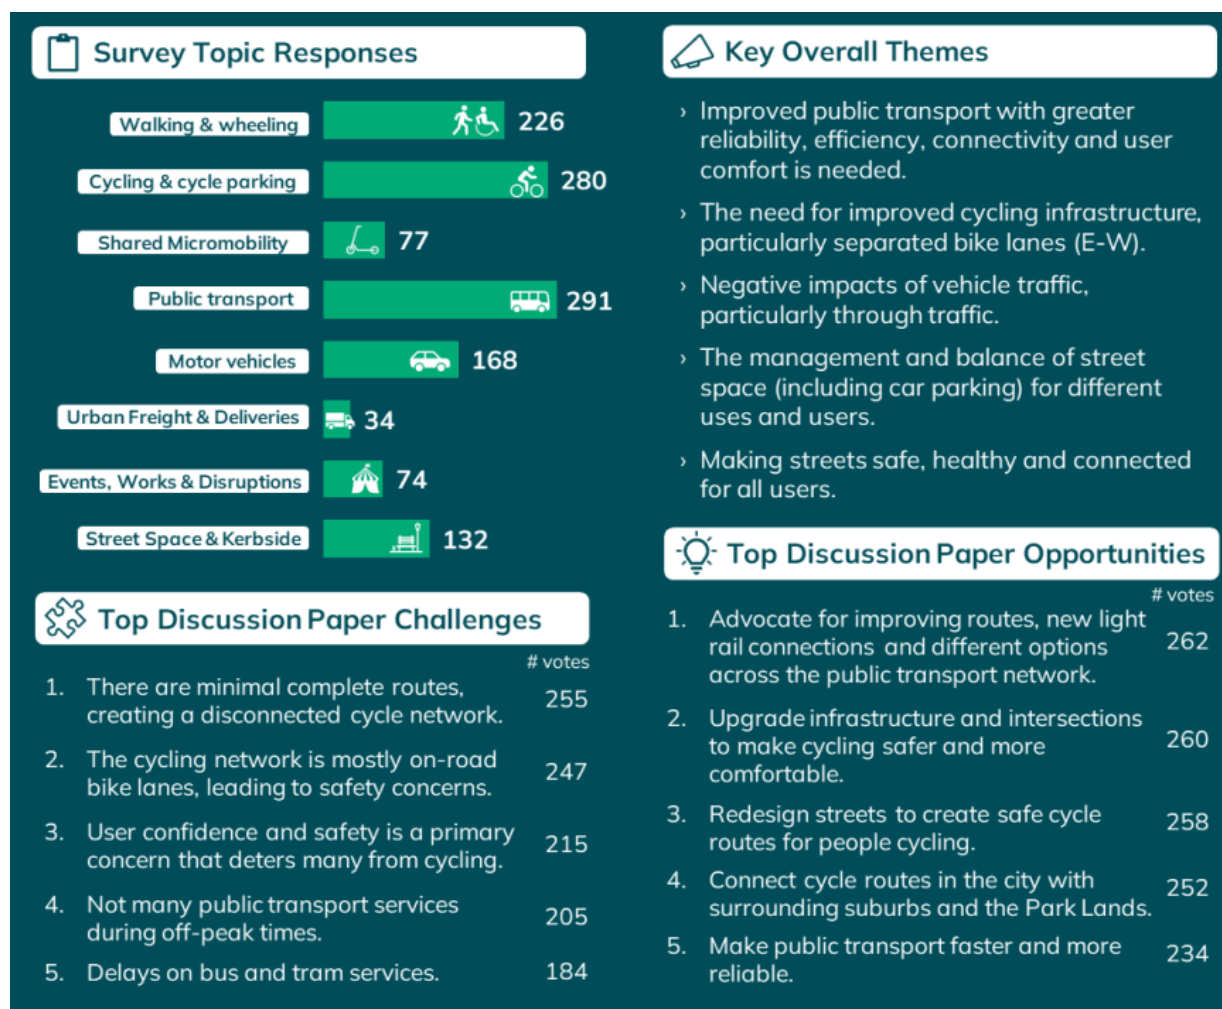 Survey Topic Responses
Walking & wheeling 226
Cycling & cycle parking 280
Shared Micromobility 77
Public transport 291
Motor vehicles 168
Urban Freight & Deliveries 34
Events, Works & Disruptions 74
Street Space & Kerbside 132
Top Discussion Paper Challenges
# votes
1. There are minimal complete routes,
creating a disconnected cycle network. 255
2. The cycling network is mostly on-road
bike lanes, leading to safety concerns. 247
3. User confidence and safety is a primary
concern that deters many from cycling. 215
4. Not many public transport services
during off-peak times. 205
5. Delays on bus and tram services. 184
Key Overall Themes
› Improved public transport with greater
reliability, efficiency, connectivity and user
comfort is needed.
› The need for improved cycling infrastructure,
particularly separated bike lanes (E-W).
› Negative impacts of vehicle traffic,
particularly through traffic.
› The management and balance of street
space (including car parking) for different
uses and users.
› Making streets safe, healthy and connected
for all users.
Top Discussion Paper Opportunities
# votes
1. Advocate for improving routes, new light
rail connections and different options 262
across the public transport network.
2. Upgrade infrastructure and intersections
to make cycling safer and more 260
comfortable.
3. Redesign streets to create safe cycle
routes for people cycling. 258
4. Connect cycle routes in the city with
surrounding suburbs and the Park Lands. 252
5. Make public transport faster and more
reliable. 234